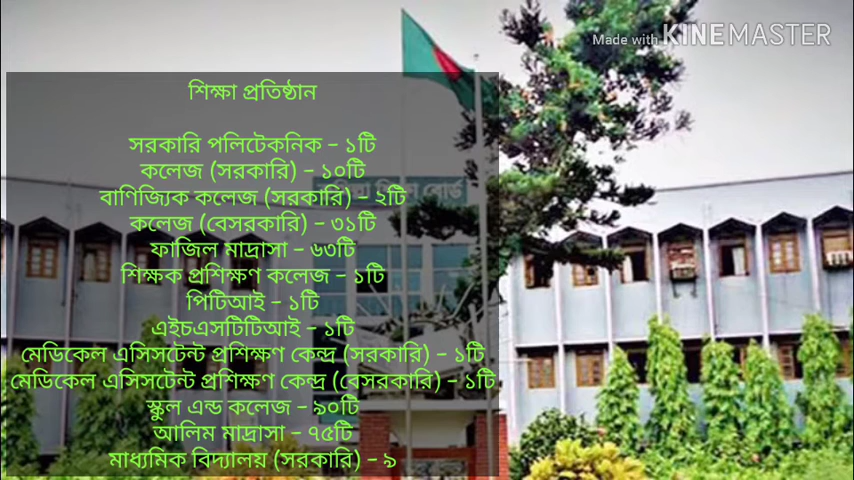 Made with KINEMASTER
শিক্ষা প্রতিষ্ঠান
সরকারি পলিটেকনিক – ১টি
কলেজ (সরকারি) – ১০টি
বাণিজ্যিক কলেজ (সরকারি) – ২টি
কলেজ (বেসরকারি) – ৩১টি
ফাজিল মাদ্রাসা – ৬৩টি
শিক্ষক প্রশিক্ষণ কলেজ – ১টি
পিটিআই – ১টি
এইচএসটিটিআই – ১টি
মেডিকেল এসিসটেন্ট প্রশিক্ষণ কেন্দ্র (সরকারি) – ১টি
মেডিকেল এসিসটেন্ট প্রশিক্ষণ কেন্দ্র (বেসরকারি) – ১টি
স্কুল এন্ড কলেজ – ৯০টি
আলিম মাদ্রাসা – ৭৫টি
মাধ্যমিক বিদ্যালয় (সরকারি) – ৯